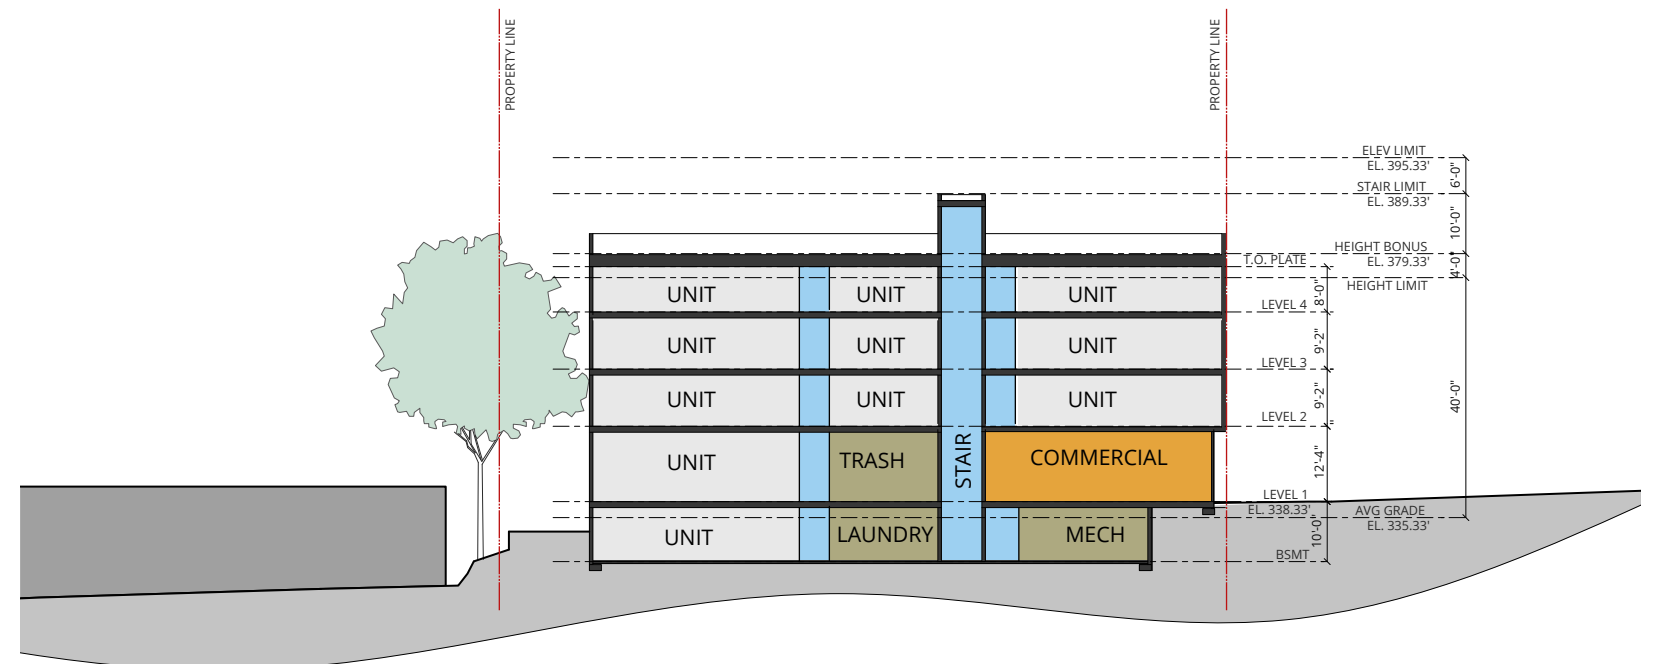 PROPERTY LINE
PROPERTY LINE
ELEV LIMIT
EL. 395.33'
6'-0"
STAIR LIMIT
EL. 389.33'
10'-0"
HEIGHT BONUS
EL. 379.33'
T.O. PLATE
4'-0"
HEIGHT LIMIT
UNIT UNIT UNIT
8'-0"
LEVEL 4
UNIT UNIT UNIT
9'-2"
LEVEL 3
UNIT UNIT UNIT
9'-2"
40'-0"
LEVEL 2
"
UNIT TRASH STAIR COMMERCIAL
12'-4"
LEVEL 1
EL. 338.33'
AVG GRADE
EL. 335.33'
UNIT LAUNDRY MECH
10'-0"
BSMT